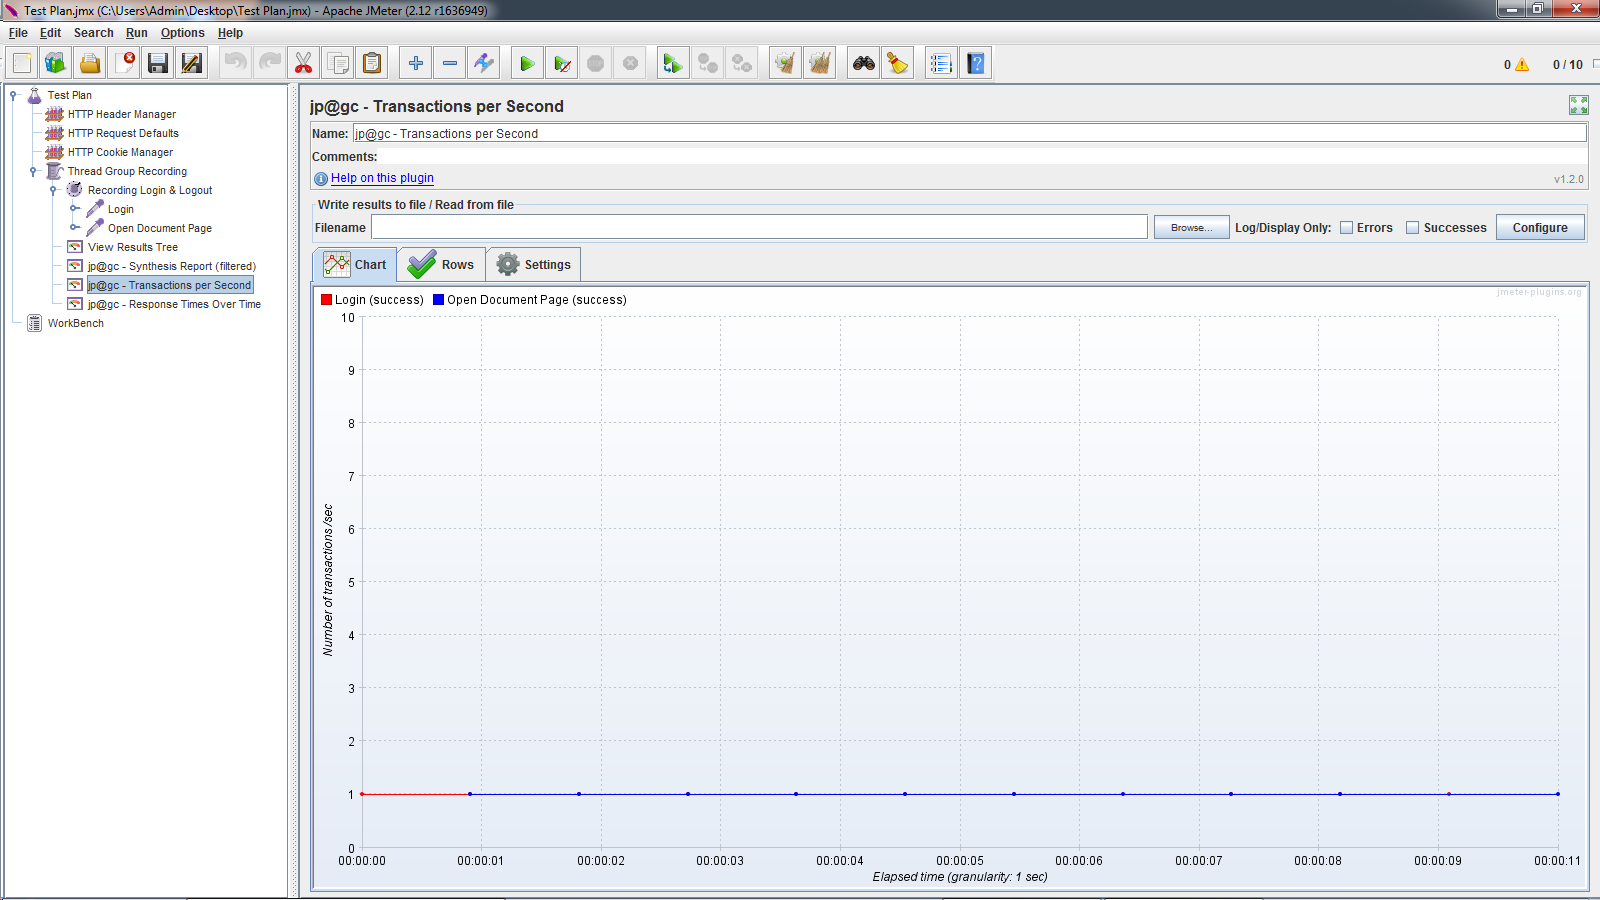 Test Plan.jmx (C:\Users\Admin\Desktop\Test Plan.jmx) - Apache JMeter (2.12 r1636949)
File Edit Search Run Options Help
0 0 / 10
Test Plan
HTTP Header Manager
HTTP Request Defaults
HTTP Cookie Manager
Thread Group Recording
Recording Login & Logout
Login
Open Document Page
View Results Tree
jp@gc - Synthesis Report (filtered)
jp@gc - Transactions per Second
jp@gc - Response Times Over Time
WorkBench
jp@gc - Transactions per Second
Name: jp@gc - Transactions per Second
Comments:
Help on this plugin v1.2.0
Write results to file / Read from file
Filename Browse... Log/Display Only: Errors Successes Configure
Chart Rows Settings
Login (success) Open Document Page (success) jmeter-plugins.org
10
9
8
7
6
5
4
3
2
1
0
Number of transactions /sec
00:00:00 00:00:01 00:00:02 00:00:03 00:00:04 00:00:05 00:00:06 00:00:07 00:00:08 00:00:09 00:00:11
Elapsed time (granularity: 1 sec)